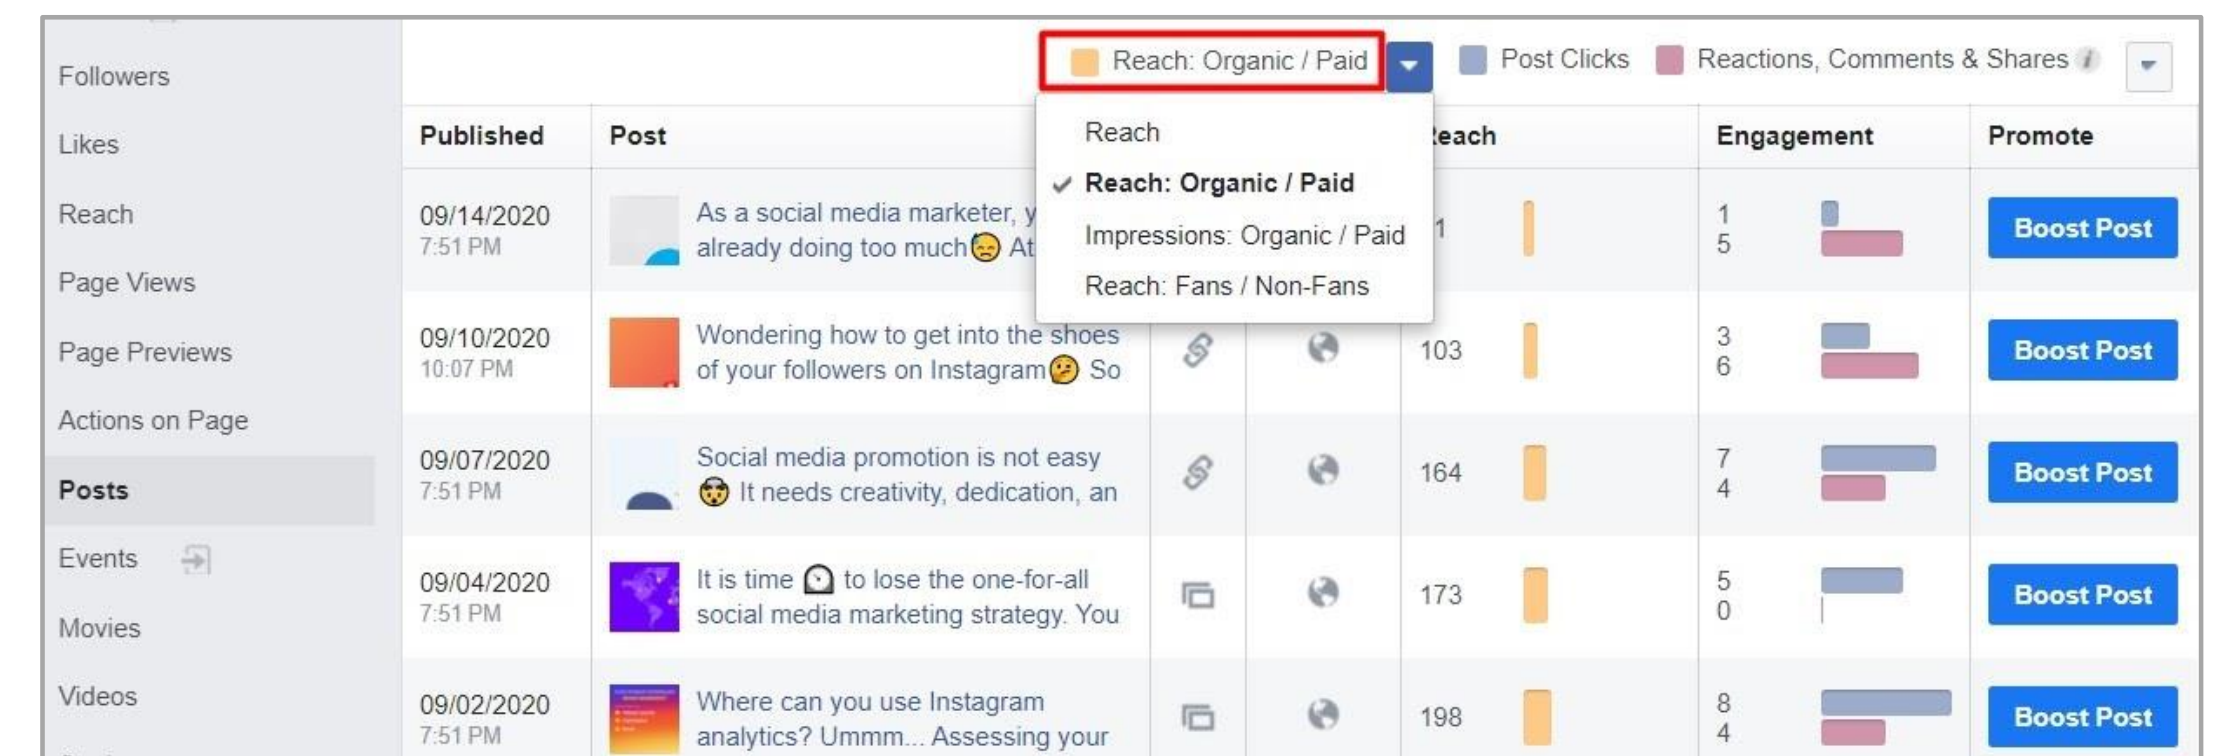 Reach: Organic / Paid
Post Clicks
Reactions, Comments & Shares i
Followers
Likes
Reach
Page Views
Page Previews
Actions on Page
Posts
Events
Movies
Videos
Reach
Reach: Organic / Paid
Impressions: Organic / Paid
Reach: Fans / Non-Fans
Published Post each Engagement Promote
09/14/2020
7:51 PM
As a social media marketer, y
already doing too much😓 At
1
1
5
Boost Post
09/10/2020
10:07 PM
Wondering how to get into the shoes
of your followers on Instagram🤔 So
103
3
6
Boost Post
09/07/2020
7:51 PM
Social media promotion is not easy
🤯 It needs creativity, dedication, an
164
7
4
Boost Post
09/04/2020
7:51 PM
It is time 🕰 to lose the one-for-all
social media marketing strategy. You
173
5
0
Boost Post
09/02/2020
7:51 PM
Where can you use Instagram
analytics? Ummm... Assessing your
198
8
4
Boost Post